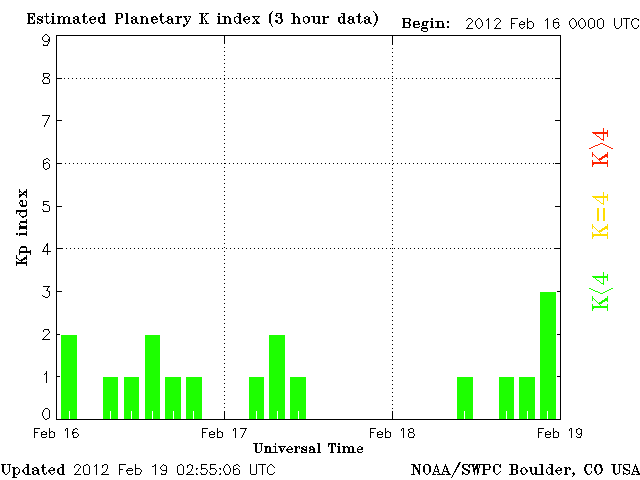 Estimated Planetary K index (3 hour data) Begin: 2012 Feb 16 0000 UTC
9
8
7
6
5
4
3
2
1
0
Kp index
K>4
K=4
K<4
Feb 16 Feb 17 Feb 18 Feb 19
Universal Time
Updated 2012 Feb 19 02:55:06 UTC NOAA/SWPC Boulder, CO USA